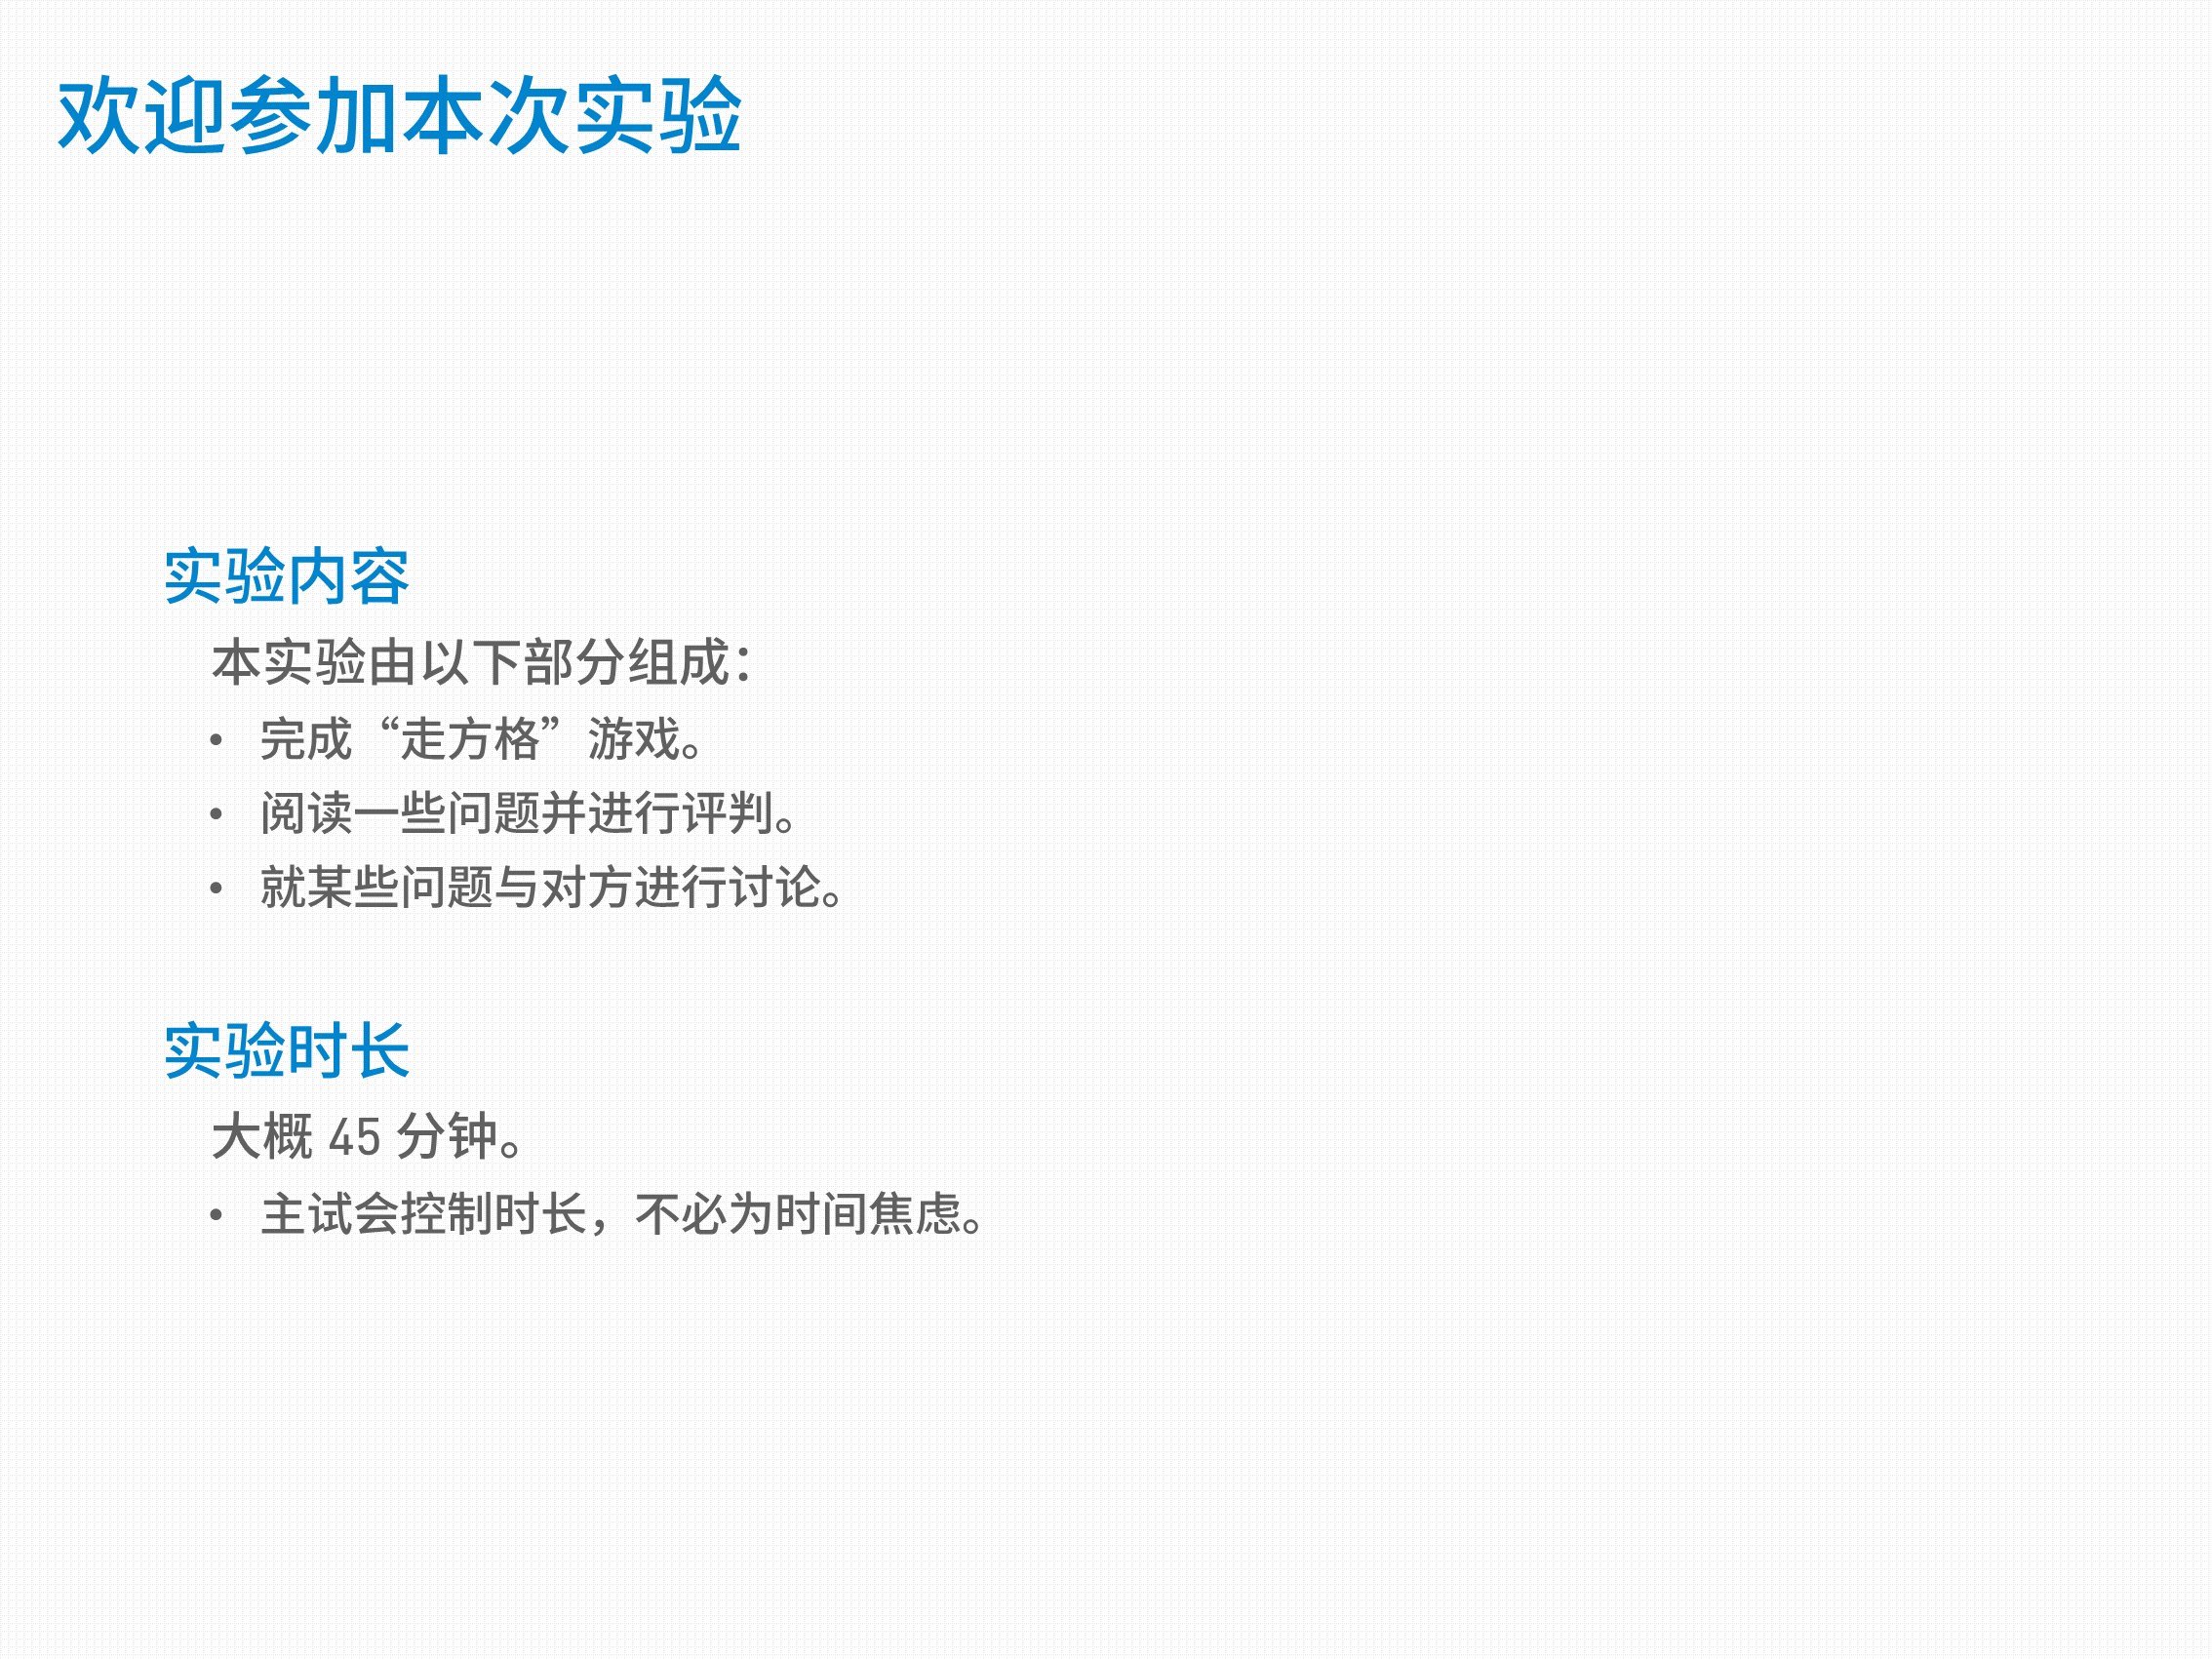 欢迎参加本次实验
实验内容
本实验由以下部分组成：
• 完成“走方格”游戏。
• 阅读一些问题并进行评判。
• 就某些问题与对方进行讨论。
实验时长
大概 45 分钟。
• 主试会控制时长，不必为时间焦虑。